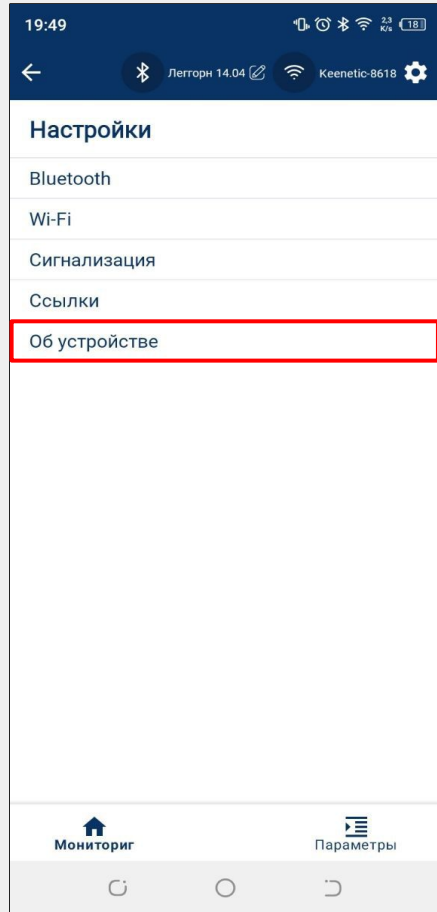 19:49 2,3 K/s 18
Леггорн 14.04 Keenetic-8618
Настройки
Bluetooth
Wi-Fi
Сигнализация
Ссылки
Об устройстве
Мониториг Параметры